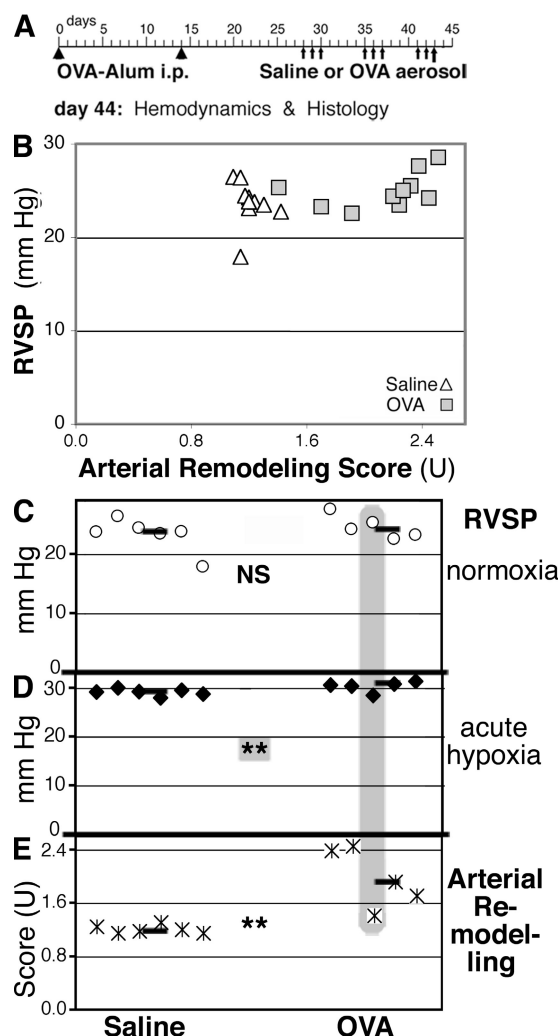 A
0 days 5 10 15 20 25 30 35 40 45
OVA-Alum i.p. Saline or OVA aerosol
day 44: Hemodynamics & Histology
B
30
20
10
0
RVSP (mm Hg)
Saline
OVA
0.0 0.8 1.6 2.4
Arterial Remodeling Score (U)
C
20
10
0
mm Hg
NS
RVSP
normoxia
D
30
20
10
0
mm Hg
**
acute
hypoxia
E
2.4
1.6
0.8
0.0
Score (U)
**
Arterial
Re-
model-
ling
Saline OVA